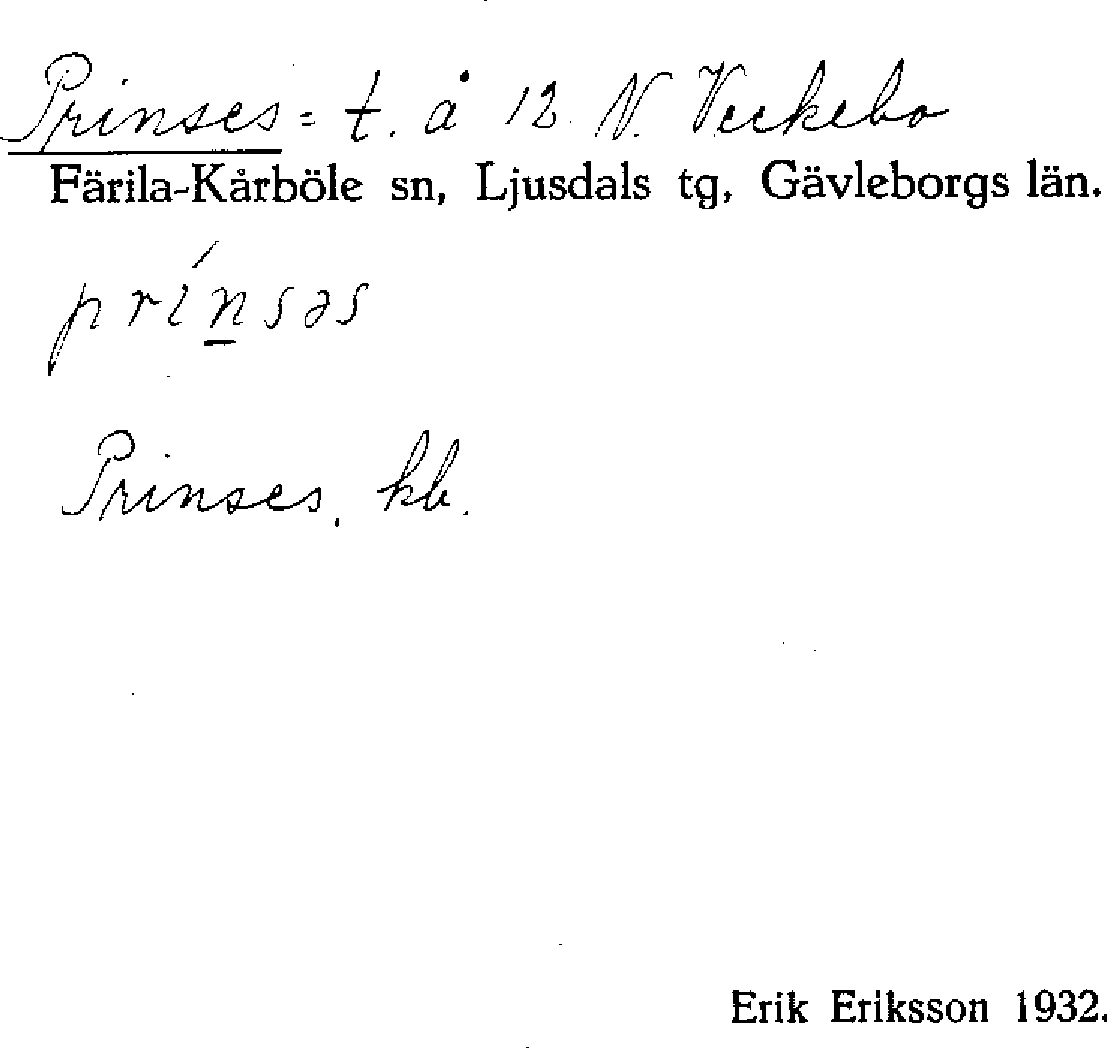 Prinses = t. å 12 N. Veckebo
Färila-Kårböle sn, Ljusdals tg, Gävleborgs län.
prínsəs
Prinses, kb.
Erik Eriksson 1932.